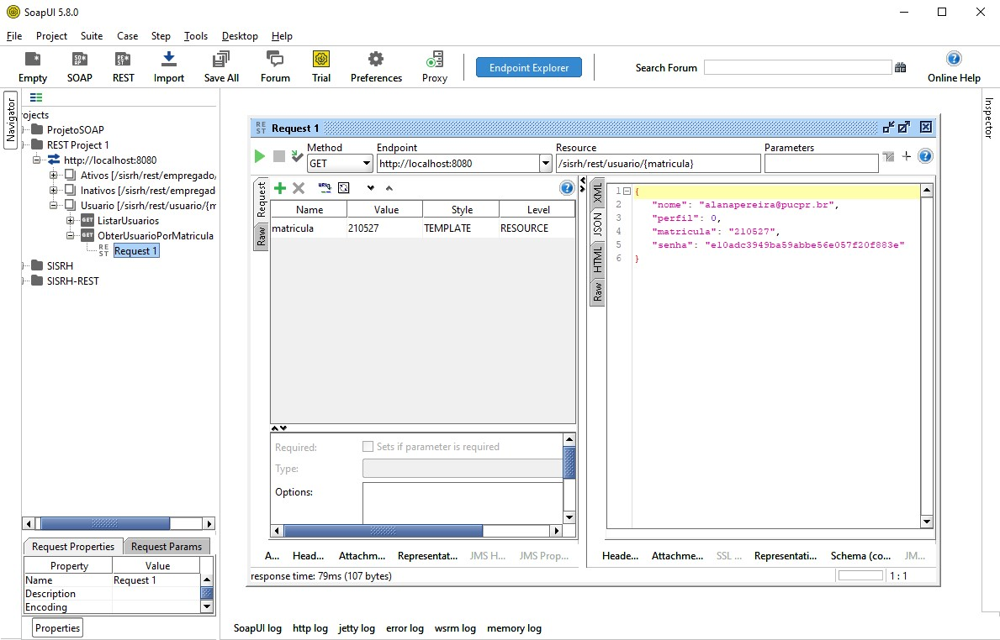 SoapUI 5.8.0
File Project Suite Case Step Tools Desktop Help
Empty SOAP REST Import Save All Forum Trial Preferences Proxy Endpoint Explorer Search Forum Online Help
Navigator
Inspector
ojects
ProjetoSOAP
REST Project 1
http://localhost:8080
Ativos [/sisrh/rest/empregado/
Inativos [/sisrh/rest/empregad
Usuario [/sisrh/rest/usuario/{m
GET ListarUsuarios
GET ObterUsuarioPorMatricula
REST Request 1
SISRH
SISRH-REST
Request Properties Request Params
Property Value
Name Request 1
Description
Encoding
Properties
REST Request 1
Method Endpoint Resource Parameters
GET http://localhost:8080 /sisrh/rest/usuario/{matricula}
Request
Raw
Name Value Style Level
matricula 210527 TEMPLATE RESOURCE
Required: Sets if parameter is required
Type:
Options:
A... Head... Attachm... Representat... JMS H... JMS Prop...
XML
JSON
HTML
Raw
1 {
2 "nome": "alanapereira@pucpr.br",
3 "perfil": 0,
4 "matricula": "210527",
5 "senha": "e10adc3949ba59abbe56e057f20f883e"
6 }
Heade... Attachme... SSL ... Representati... Schema (co... JM...
response time: 79ms (107 bytes) 1 : 1
SoapUI log http log jetty log error log wsrm log memory log